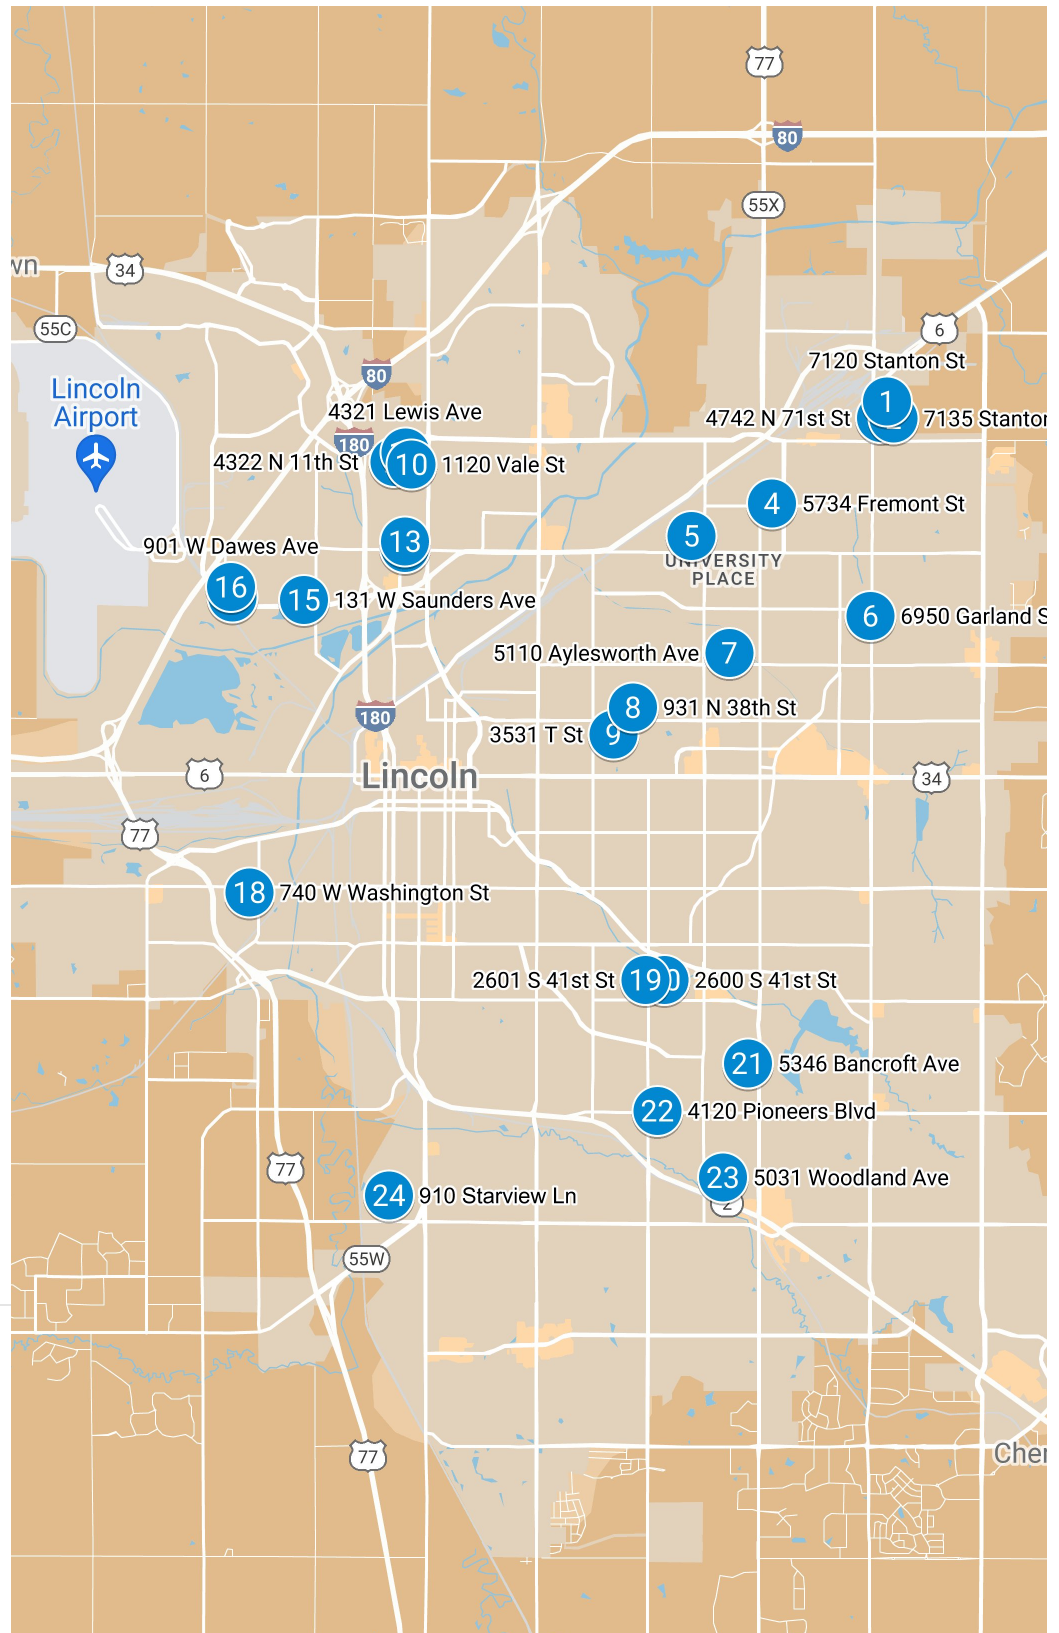 77
80
55X
wn
34
55C
6
7120 Stanton St
80
Lincoln
Airport
1
4321 Lewis Ave
4742 N 71st St
7135 Stanton
180
4322 N 11th St
10
1120 Vale St
4
5734 Fremont St
5
13
901 W Dawes Ave
UNIVERSITY
PLACE
16
15
131 W Saunders Ave
6
6950 Garland S
5110 Aylesworth Ave
7
8
931 N 38th St
180
3531 T St
9
6
Lincoln
34
77
18
740 W Washington St
2601 S 41st St
19
2600 S 41st St
21
5346 Bancroft Ave
22
4120 Pioneers Blvd
77
23
5031 Woodland Ave
24
910 Starview Ln
2
55W
77
Cher